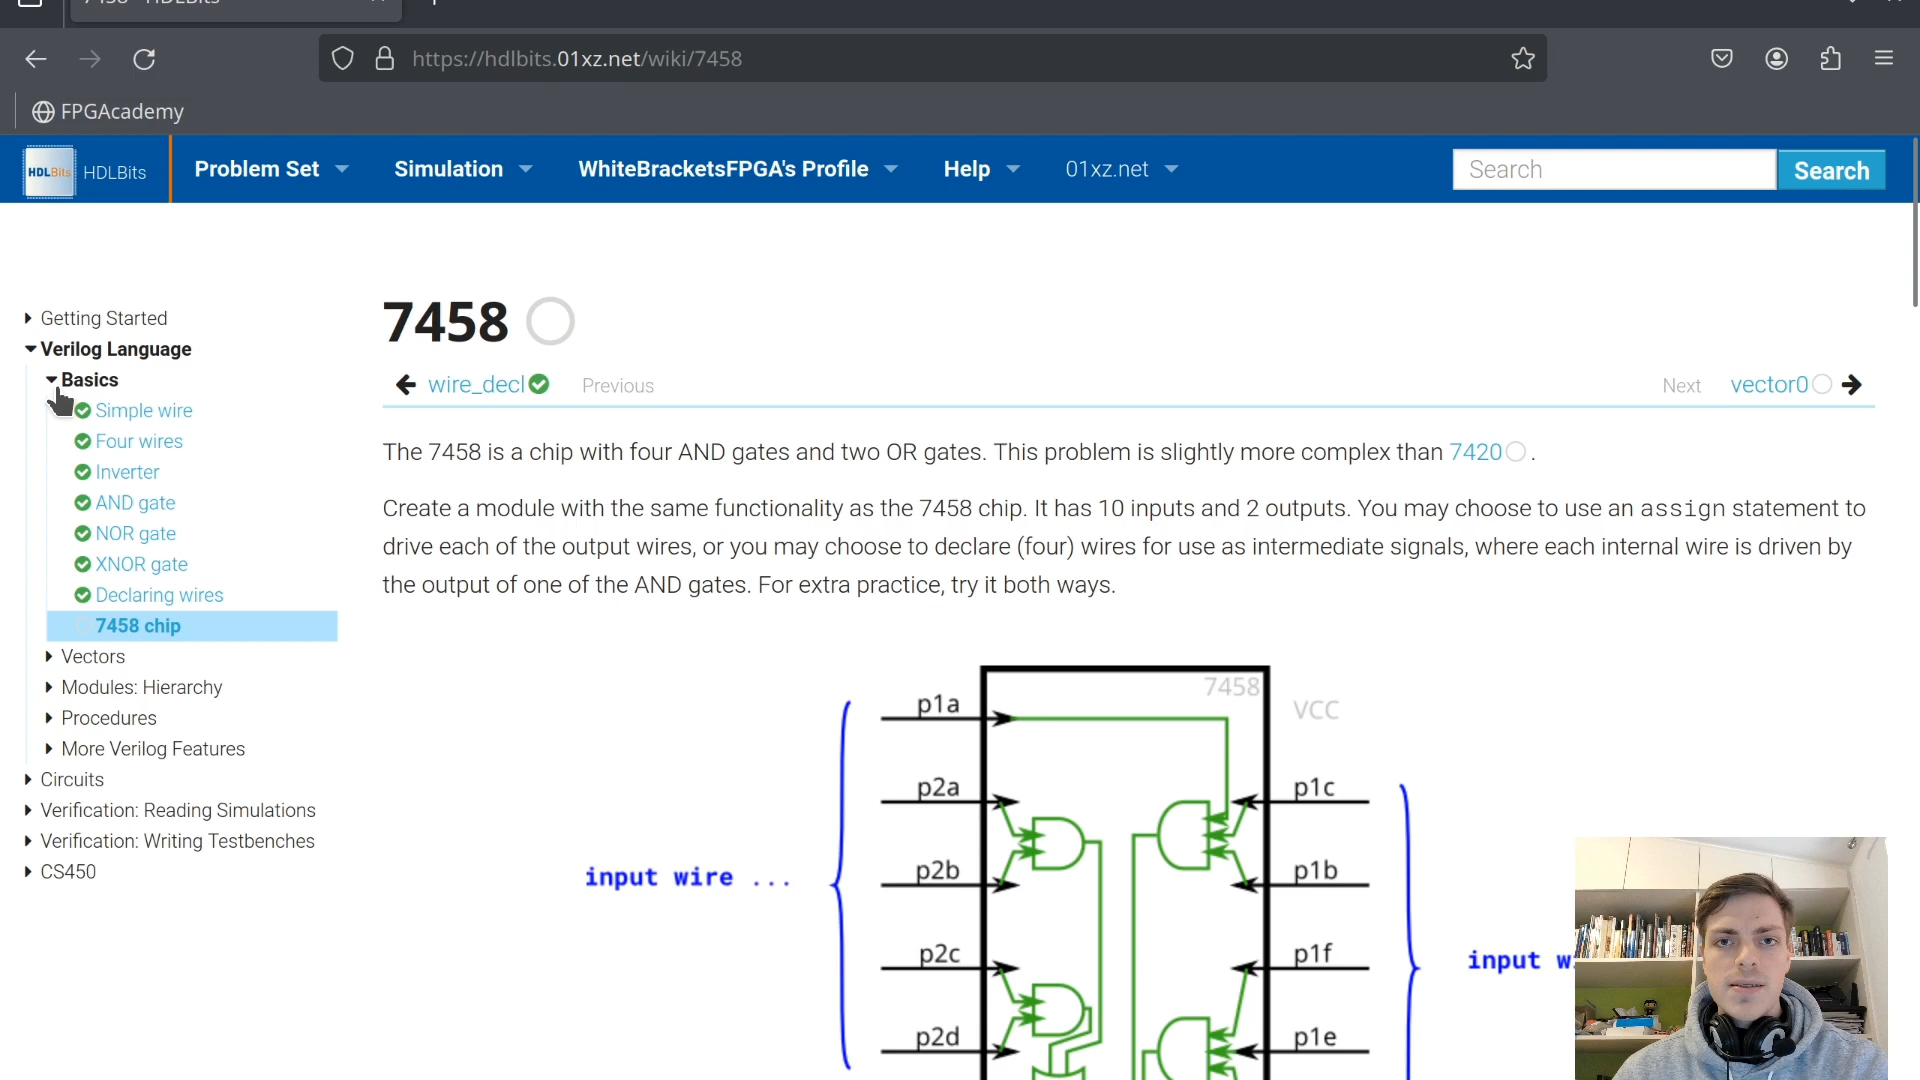 https://hdlbits.01xz.net/wiki/7458
FPGAcademy
HDLBits
HDLBits
Problem Set
Simulation
WhiteBracketsFPGA's Profile
Help
01xz.net
Search
Search
Getting Started
Verilog Language
Basics
Simple wire
Four wires
Inverter
AND gate
NOR gate
XNOR gate
Declaring wires
7458 chip
Vectors
Modules: Hierarchy
Procedures
More Verilog Features
Circuits
Verification: Reading Simulations
Verification: Writing Testbenches
CS450
7458
wire_decl Previous
Next vector0
The 7458 is a chip with four AND gates and two OR gates. This problem is slightly more complex than 7420.
Create a module with the same functionality as the 7458 chip. It has 10 inputs and 2 outputs. You may choose to use an assign statement to
drive each of the output wires, or you may choose to declare (four) wires for use as intermediate signals, where each internal wire is driven by
the output of one of the AND gates. For extra practice, try it both ways.
7458
p1a
VCC
p2a
p1c
p2b
p1b
input wire ...
p2c
p1f
input w
p2d
p1e